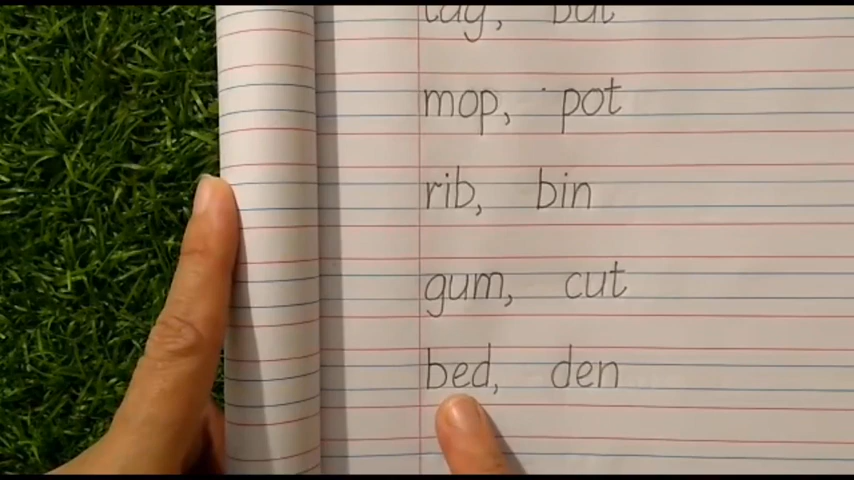 mop, pot
rib, bin
gum, cut
bed, den